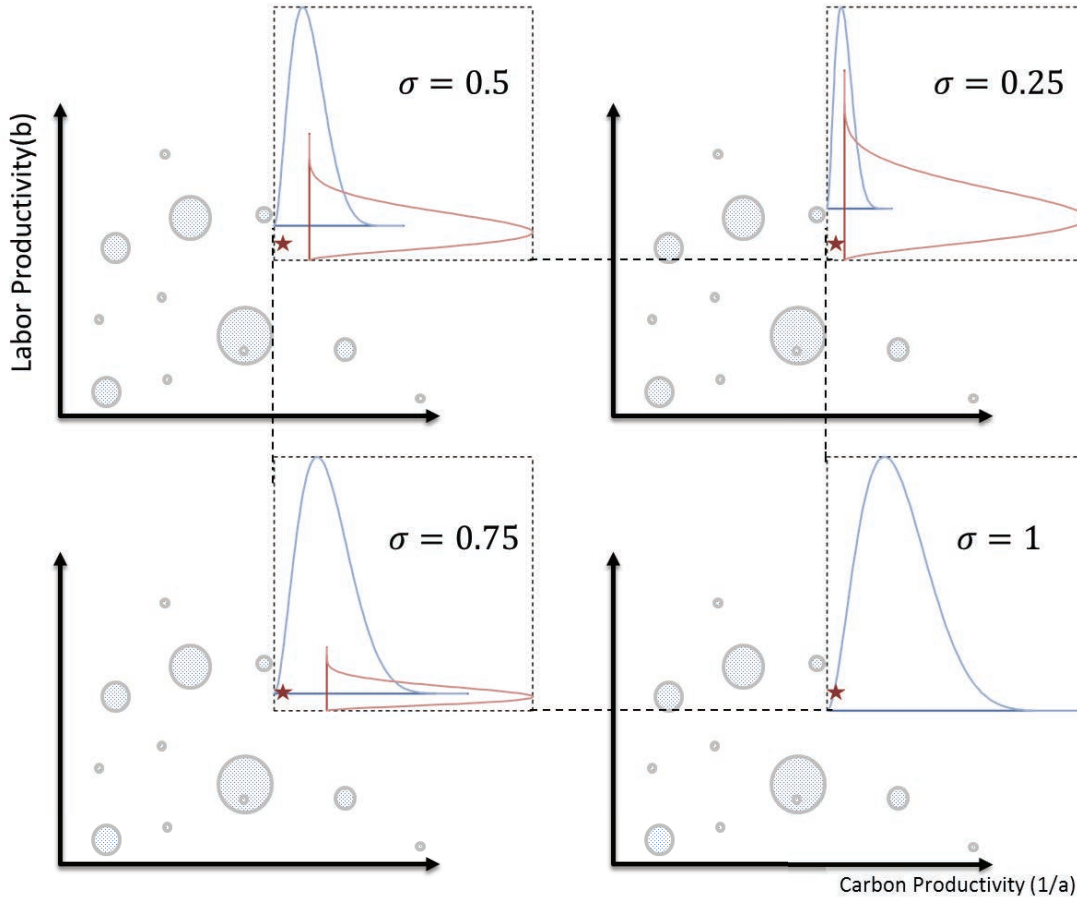 σ = 0.5
σ = 0.25
Labor Productivity(b)
σ = 0.75
σ = 1
Carbon Productivity (1/a)